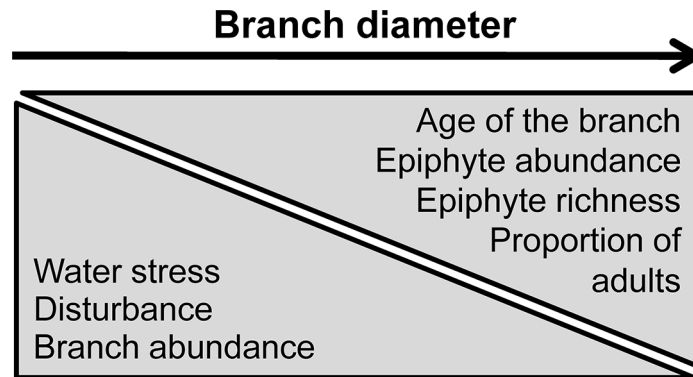 Branch diameter
Age of the branch
Epiphyte abundance
Epiphyte richness
Proportion of
adults
Water stress
Disturbance
Branch abundance